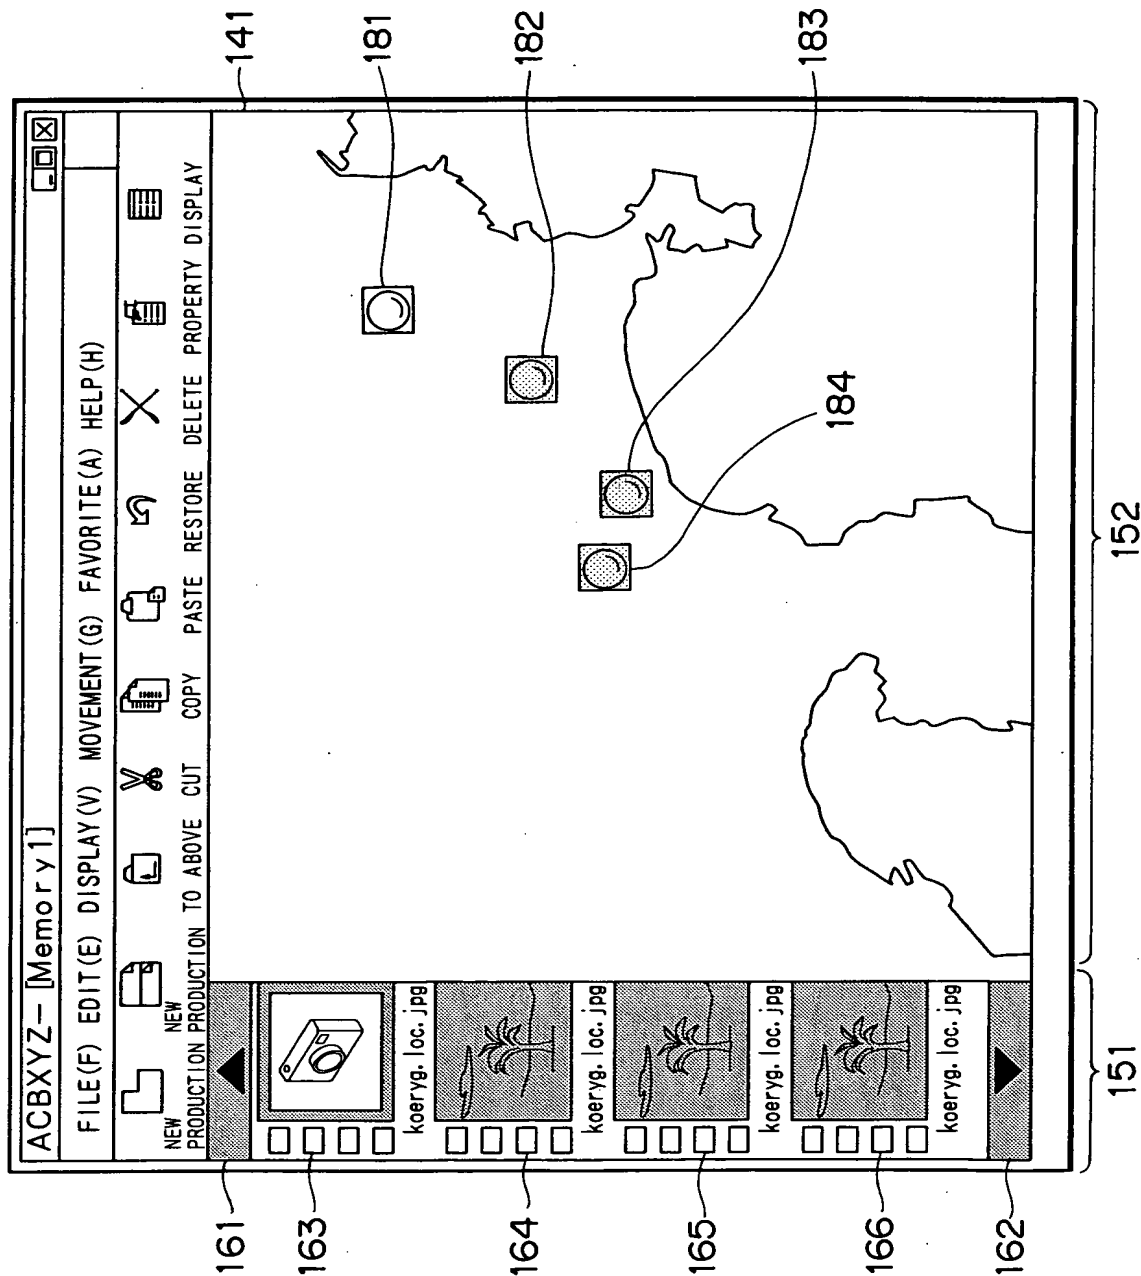 ACBXYZ− [Memory1]
FILE(F) EDIT(E) DISPLAY(V) MOVEMENT(G) FAVORITE(A) HELP(H)
NEW NEW
PRODUCTION PRODUCTION TO ABOVE CUT COPY PASTE RESTORE DELETE PROPERTY DISPLAY
koeryg. loc. jpg
koeryg. loc. jpg
koeryg. loc. jpg
koeryg. loc. jpg
161
163
164
165
166
162
141
181
182
183
184
151
152